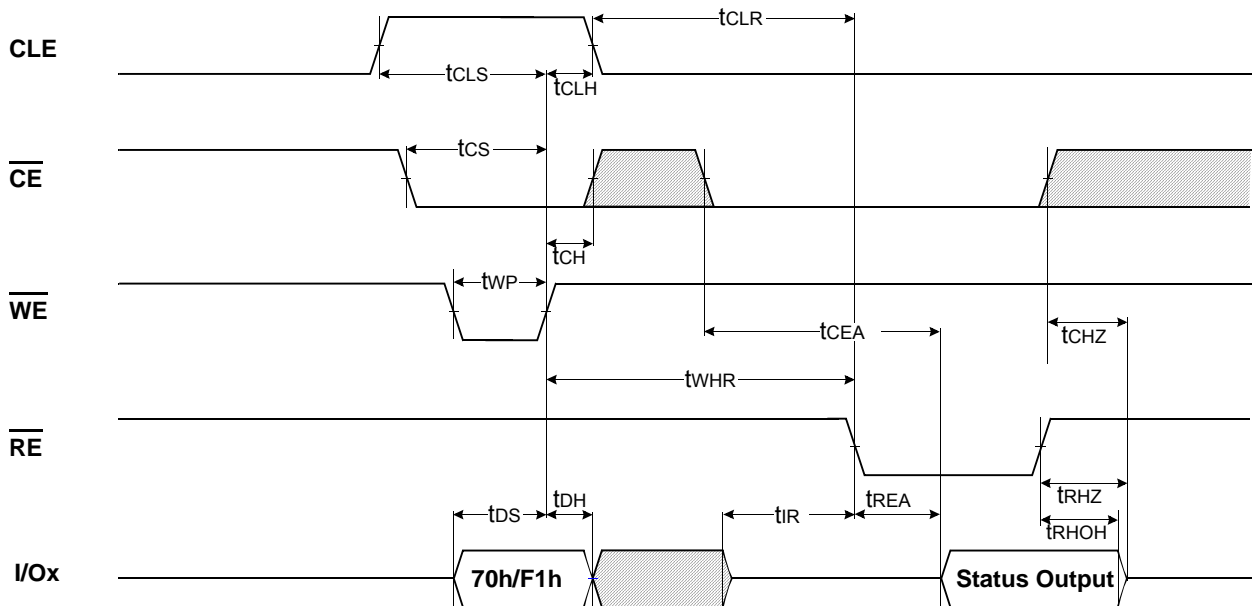 tCLR
CLE
tCLS
tCLH
tCS
CE
tCH
tWP
WE
tCEA
tCHZ
tWHR
RE
tDH
tREA
tRHZ
tDS
tIR
tRHOH
I/Ox
70h/F1h
Status Output